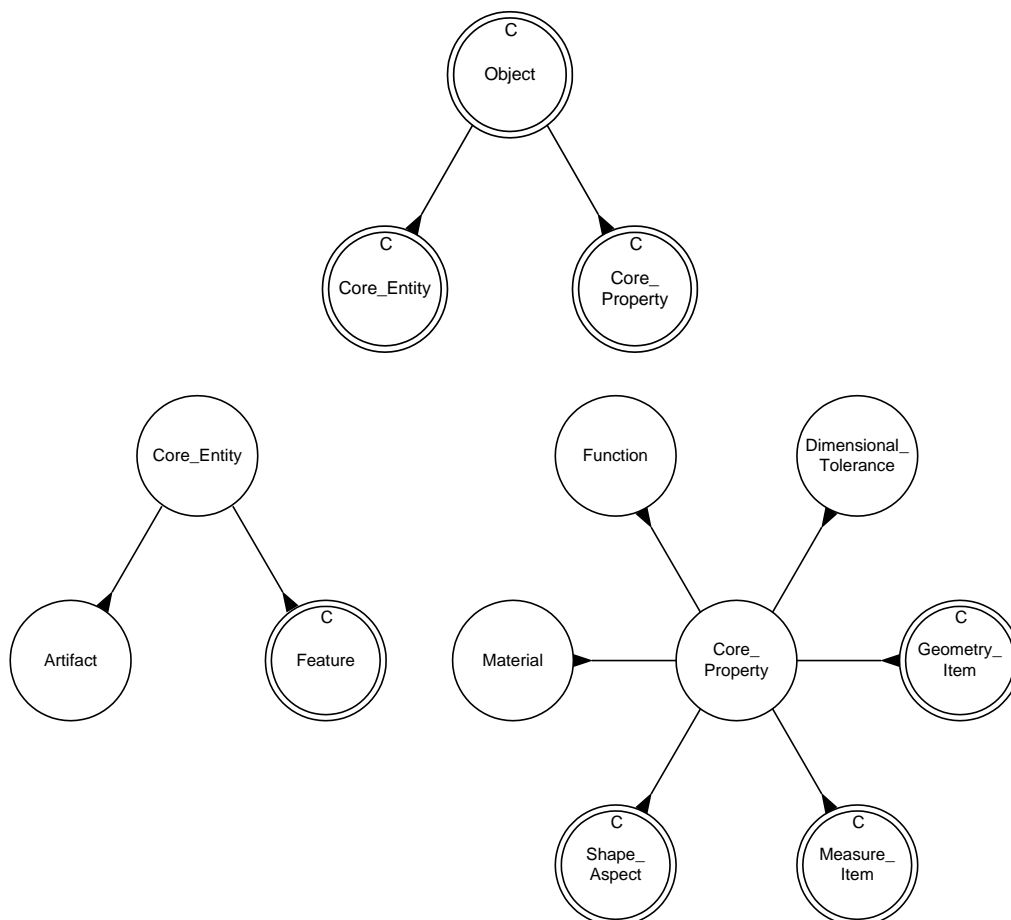 C
Object
C
Core_Entity
C
Core_
Property
Core_Entity
Artifact
C
Feature
Function
Dimensional_
Tolerance
Material
Core_
Property
C
Geometry_
Item
C
Shape_
Aspect
C
Measure_
Item